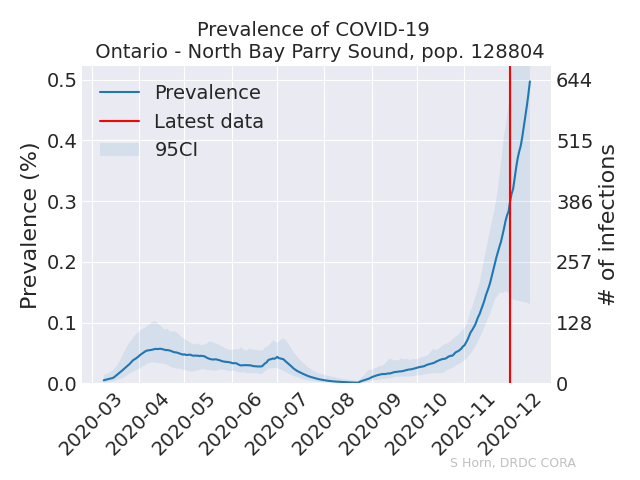 Prevalence of COVID-19
Ontario - North Bay Parry Sound, pop. 128804
Prevalence
Latest data
95CI
Prevalence (%)
0.5
0.4
0.3
0.2
0.1
0.0
644
515
386
257
128
0
# of infections
2020-03
2020-04
2020-05
2020-06
2020-07
2020-08
2020-09
2020-10
2020-11
2020-12
S Horn, DRDC CORA